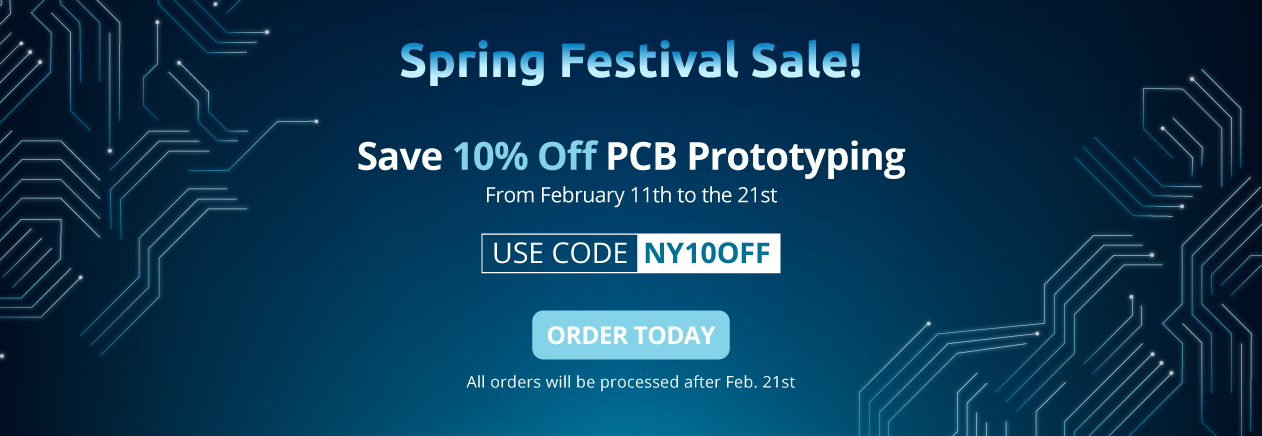 Spring Festival Sale!
Save 10% Off PCB Prototyping
From February 11th to the 21st
USE CODE NY10OFF
ORDER TODAY
All orders will be processed after Feb. 21st